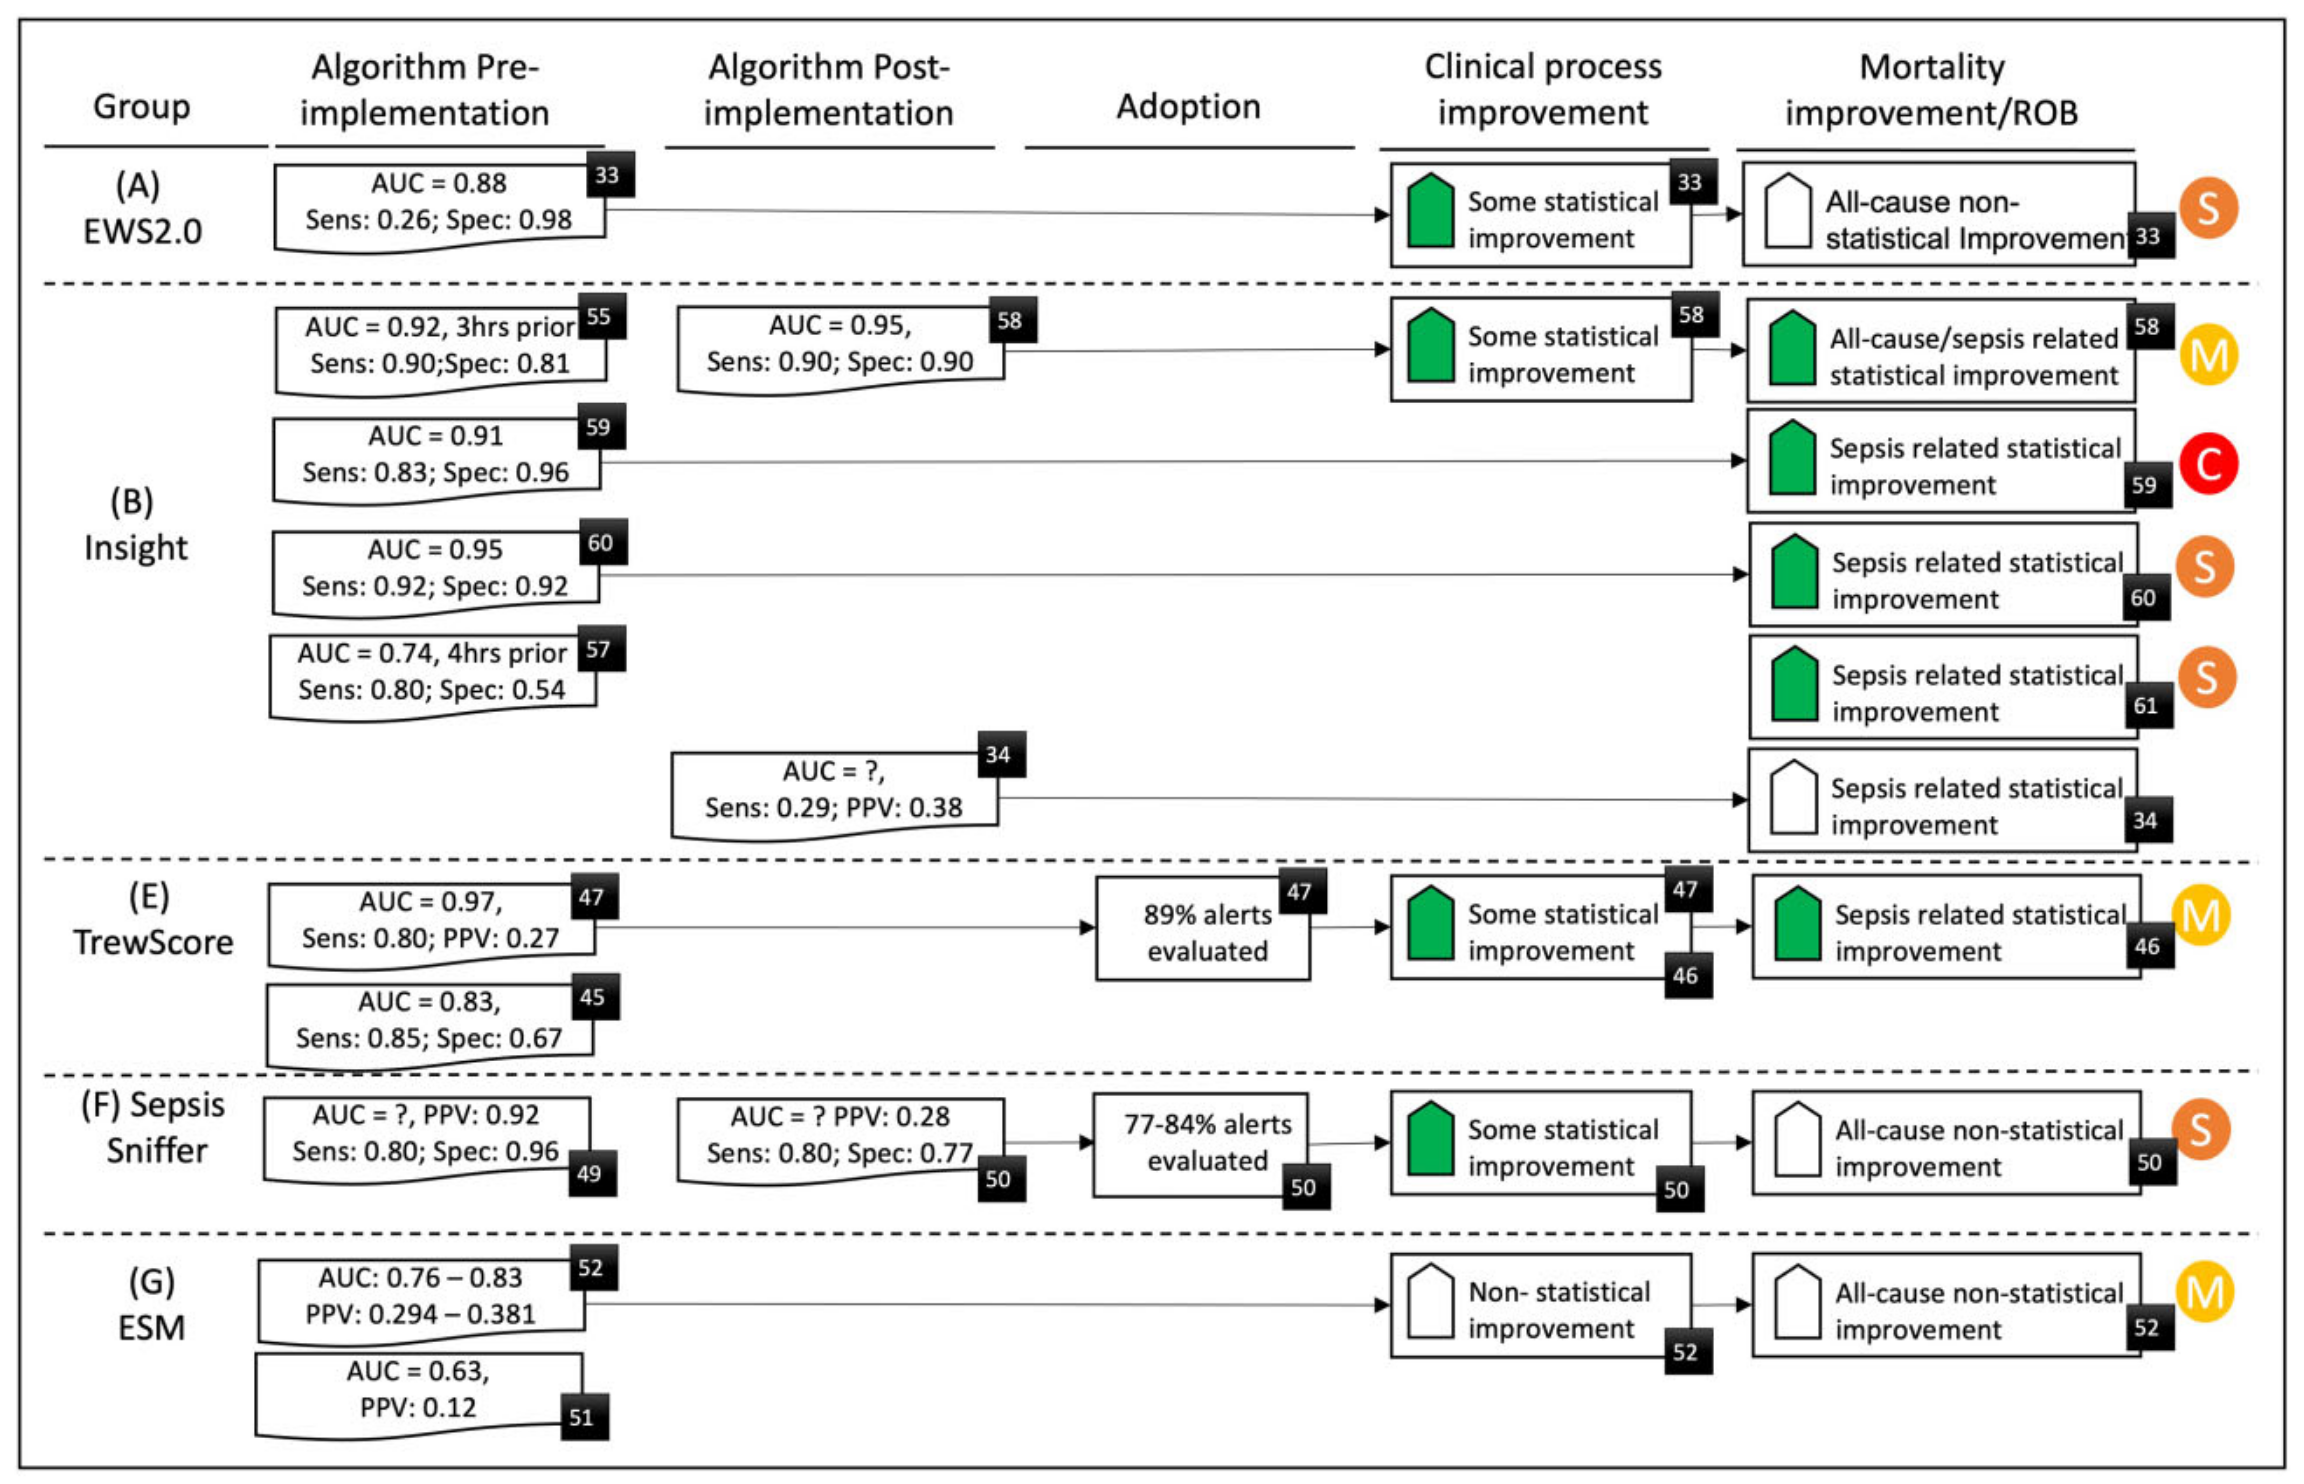 Group
Algorithm Pre-
implementation
Algorithm Post-
implementation
Adoption
Clinical process
improvement
Mortality
improvement/ROB
(A)
EWS2.0
AUC = 0.88
Sens: 0.26; Spec: 0.98
33
Some statistical
improvement
33
All-cause non-
statistical Improvement
33
S
(B)
Insight
AUC = 0.92, 3hrs prior
Sens: 0.90;Spec: 0.81
55
AUC = 0.95,
Sens: 0.90; Spec: 0.90
58
Some statistical
improvement
58
All-cause/sepsis related
statistical improvement
58
M
AUC = 0.91
Sens: 0.83; Spec: 0.96
59
Sepsis related statistical
improvement
59
C
AUC = 0.95
Sens: 0.92; Spec: 0.92
60
Sepsis related statistical
improvement
60
S
AUC = 0.74, 4hrs prior
Sens: 0.80; Spec: 0.54
57
Sepsis related statistical
improvement
61
S
AUC = ?,
Sens: 0.29; PPV: 0.38
34
Sepsis related statistical
improvement
34
(E)
TrewScore
AUC = 0.97,
Sens: 0.80; PPV: 0.27
47
89% alerts
evaluated
47
Some statistical
improvement
47
46
Sepsis related statistical
improvement
46
M
AUC = 0.83,
Sens: 0.85; Spec: 0.67
45
(F) Sepsis
Sniffer
AUC = ?, PPV: 0.92
Sens: 0.80; Spec: 0.96
49
AUC = ? PPV: 0.28
Sens: 0.80; Spec: 0.77
50
77-84% alerts
evaluated
50
Some statistical
improvement
50
All-cause non-statistical
improvement
50
S
(G)
ESM
AUC: 0.76 – 0.83
PPV: 0.294 – 0.381
52
Non- statistical
improvement
52
All-cause non-statistical
improvement
52
M
AUC = 0.63,
PPV: 0.12
51